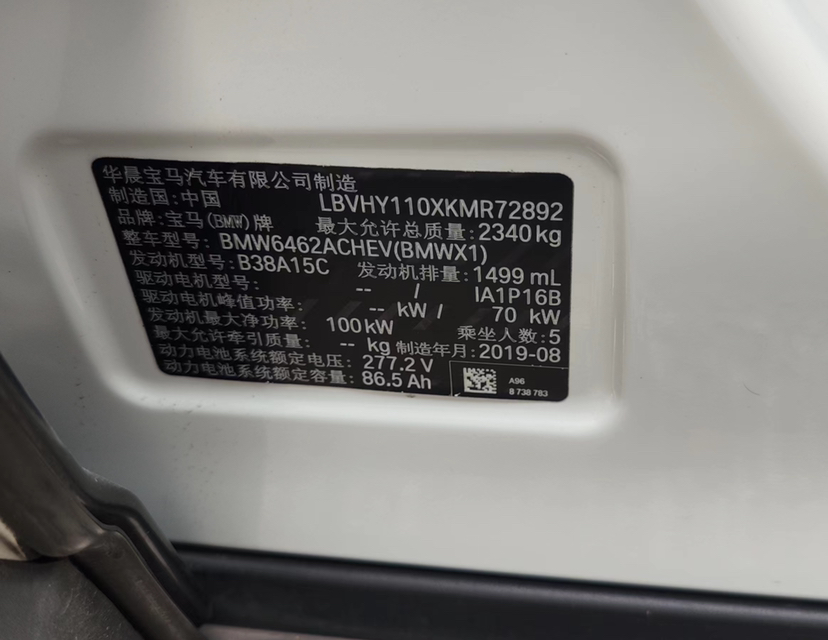 华晨宝马汽车有限公司制造
制造国: 中国 LBVHY110XKMR72892
品牌: 宝马(BMW)牌 最大允许总质量: 2340kg
整车型号: BMW6462ACHEV(BMWX1)
发动机型号: B38A15C 发动机排量: 1499 mL
驱动电机型号: -- / IA1P16B
驱动电机峰值功率: -- kW / 70 kW
发动机最大净功率: 100kW 乘坐人数: 5
最大允许牵引质量: -- kg 制造年月: 2019-08
动力电池系统额定电压: 277.2 V
动力电池系统额定容量: 86.5 Ah
A96
8 738 783